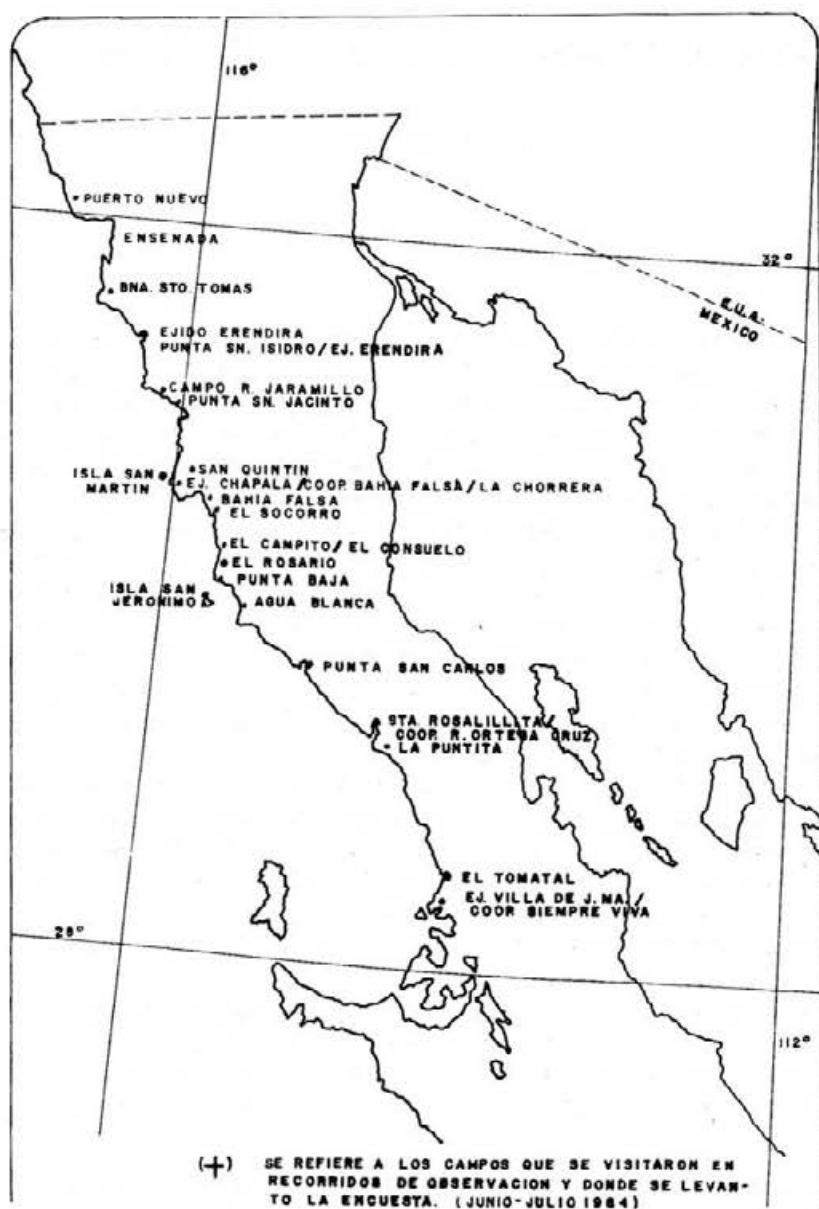 116°
PUERTO NUEVO
ENSENADA
32°
BNA. STO. TOMAS
E.U.A.
MEXICO
EJIDO ERENDIRA
PUNTA SN. ISIDRO/EJ. ERENDIRA
CAMPO R. JARAMILLO
PUNTA SN. JACINTO
ISLA SAN
MARTIN
SAN QUINTIN
EJ. CHAPALA/COOP. BAHIA FALSA/LA CHORRERA
BAHIA FALSA
EL SOCORRO
EL CAMPITO/EL CONSUELO
EL ROSARIO
PUNTA BAJA
ISLA SAN
JERONIMO
AGUA BLANCA
PUNTA SAN CARLOS
STA. ROSALILLITA/
COOP. R. ORTEGA CRUZ
LA PUNTITA
EL TOMATAL
EJ. VILLA DE J. MA./
COOP. SIEMPRE VIVA
28°
112°
(+) SE REFIERE A LOS CAMPOS QUE SE VISITARON EN
RECORRIDOS DE OBSERVACION Y DONDE SE LEVAN-
TO LA ENCUESTA. (JUNIO-JULIO 1984)